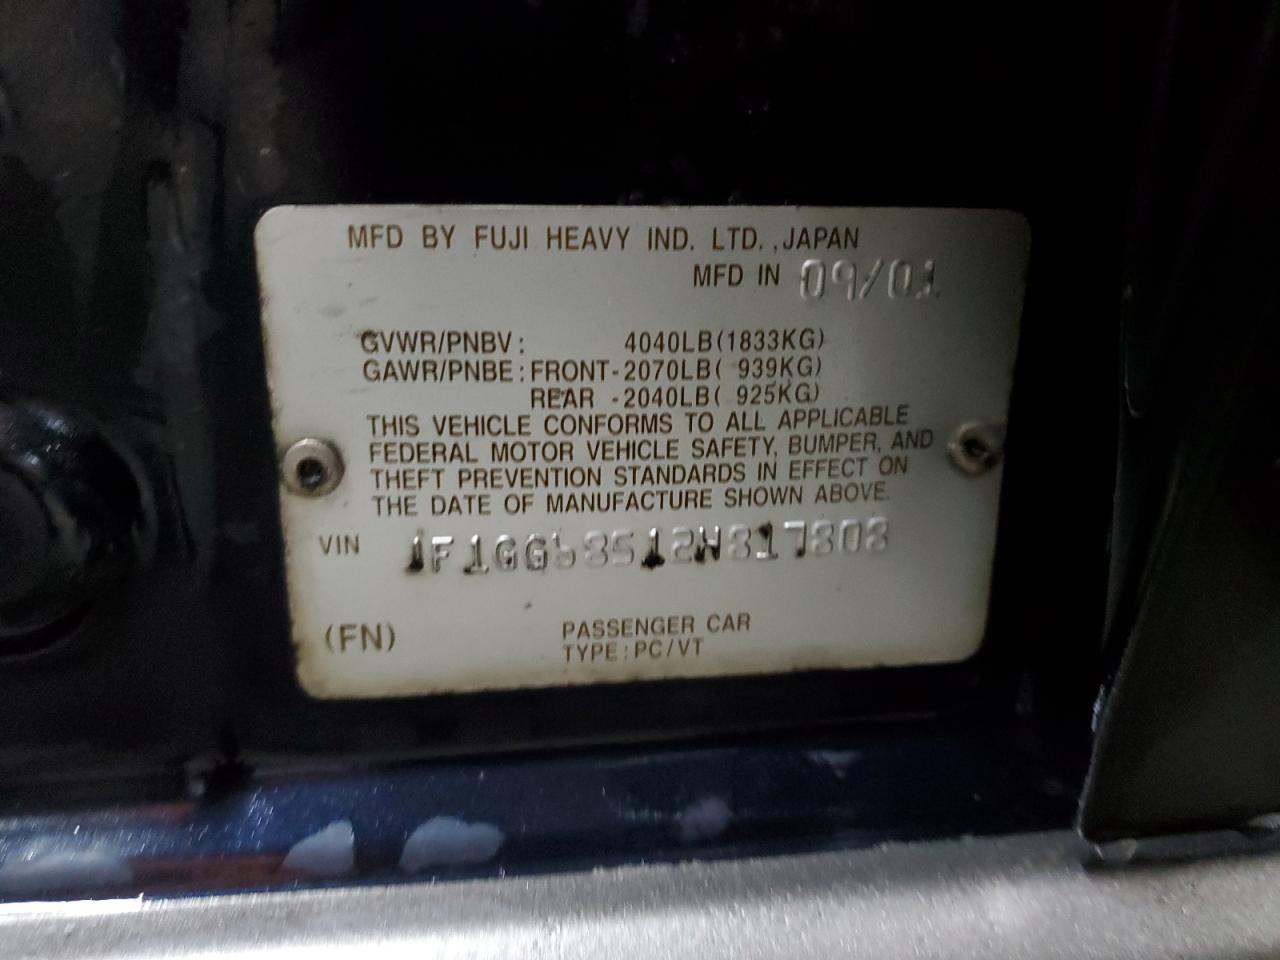 MFD BY FUJI HEAVY IND. LTD., JAPAN
MFD IN 09/01
GVWR/PNBV: 4040LB(1833KG)
GAWR/PNBE: FRONT-2070LB( 939KG)
REAR -2040LB( 925KG)
THIS VEHICLE CONFORMS TO ALL APPLICABLE
FEDERAL MOTOR VEHICLE SAFETY, BUMPER, AND
THEFT PREVENTION STANDARDS IN EFFECT ON
THE DATE OF MANUFACTURE SHOWN ABOVE.
VIN JF1GG68512H817808
(FN) PASSENGER CAR
TYPE: PC/VT